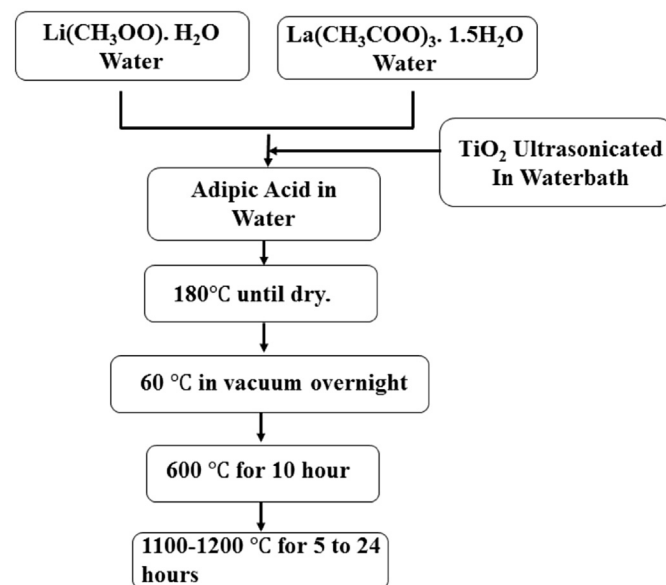 Li(CH₃OO). H₂O
Water
La(CH₃COO)₃. 1.5H₂O
Water
TiO₂ Ultrasonicated
In Waterbath
Adipic Acid in
Water
180°C until dry.
60 °C in vacuum overnight
600 °C for 10 hour
1100-1200 °C for 5 to 24
hours